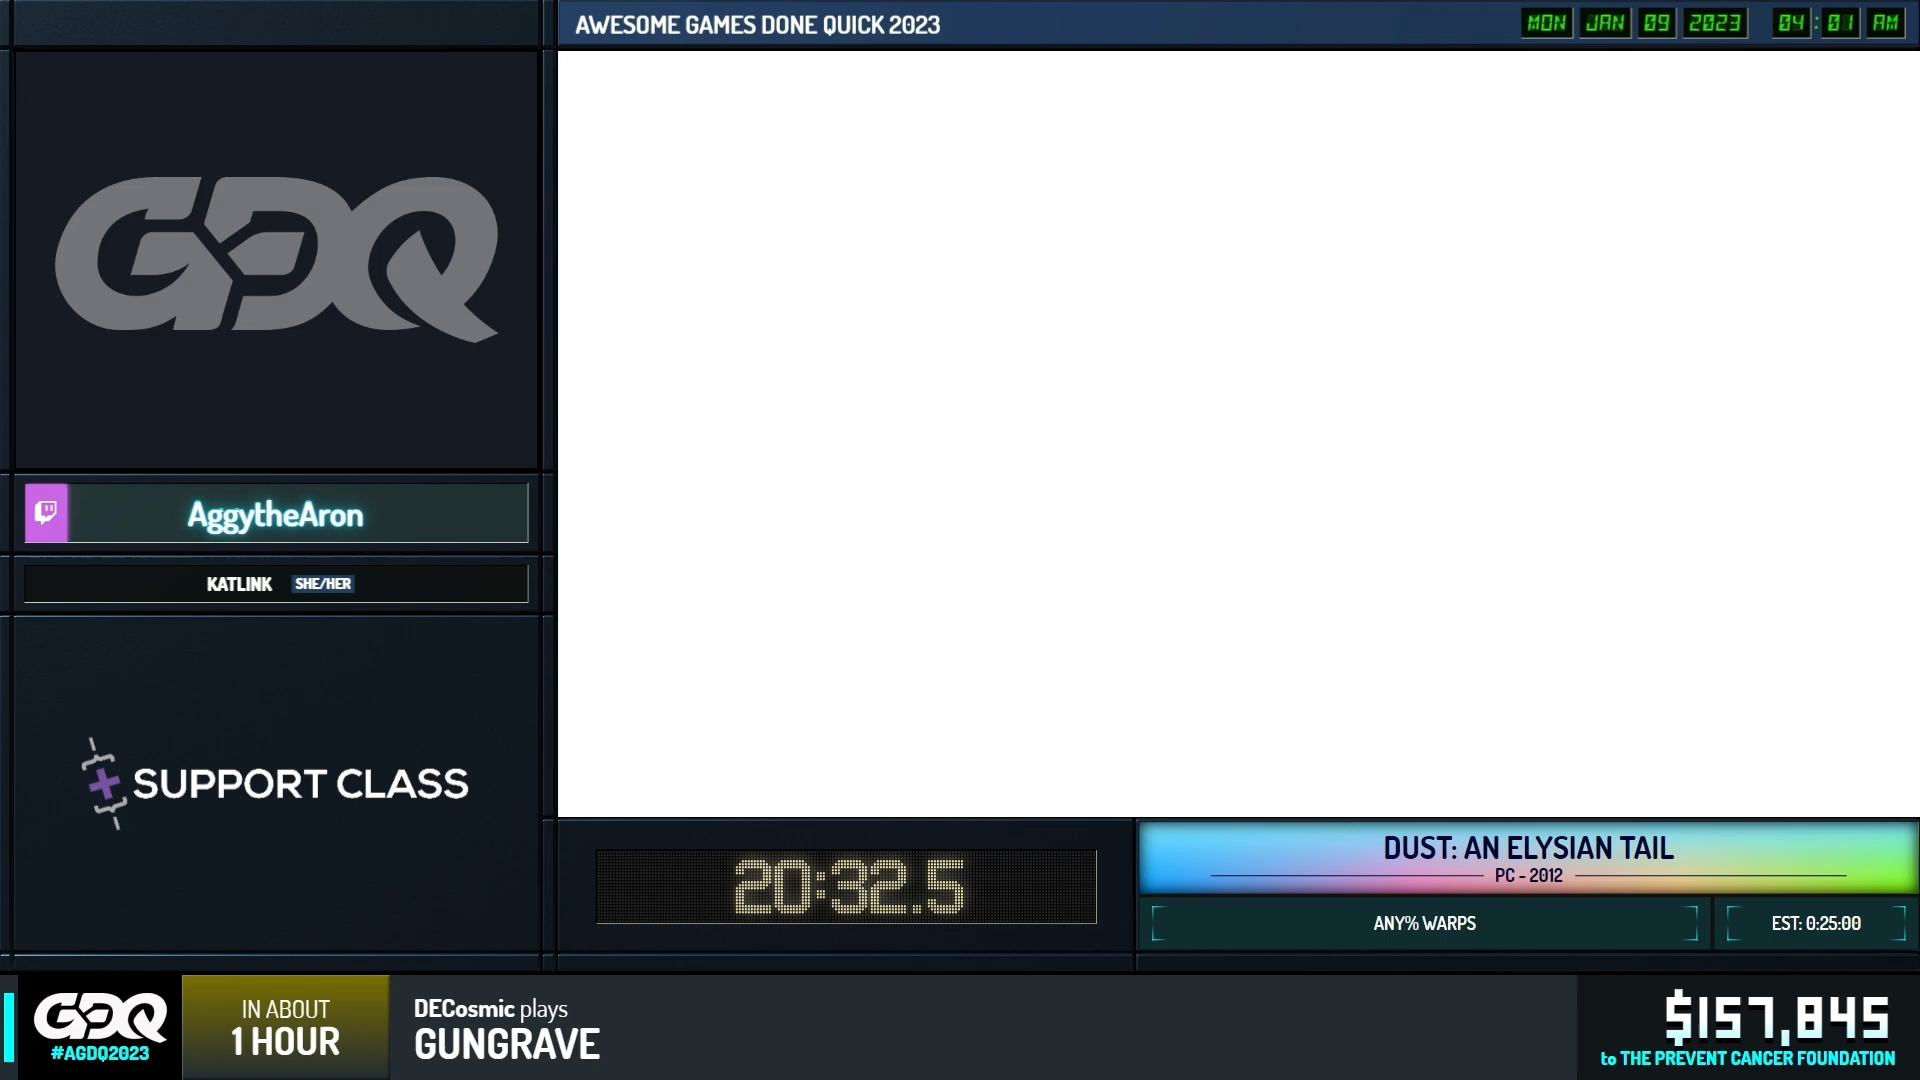 AWESOME GAMES DONE QUICK 2023
MON JAN 09 2023 04:01 AM
GDQ
AggytheAron
KATLINK SHE/HER
SUPPORT CLASS
20:32.5
DUST: AN ELYSIAN TAIL
PC - 2012
ANY% WARPS
EST: 0:25:00
GDQ
#AGDQ2023
IN ABOUT
1 HOUR
DECosmic plays
GUNGRAVE
$157,845
to THE PREVENT CANCER FOUNDATION